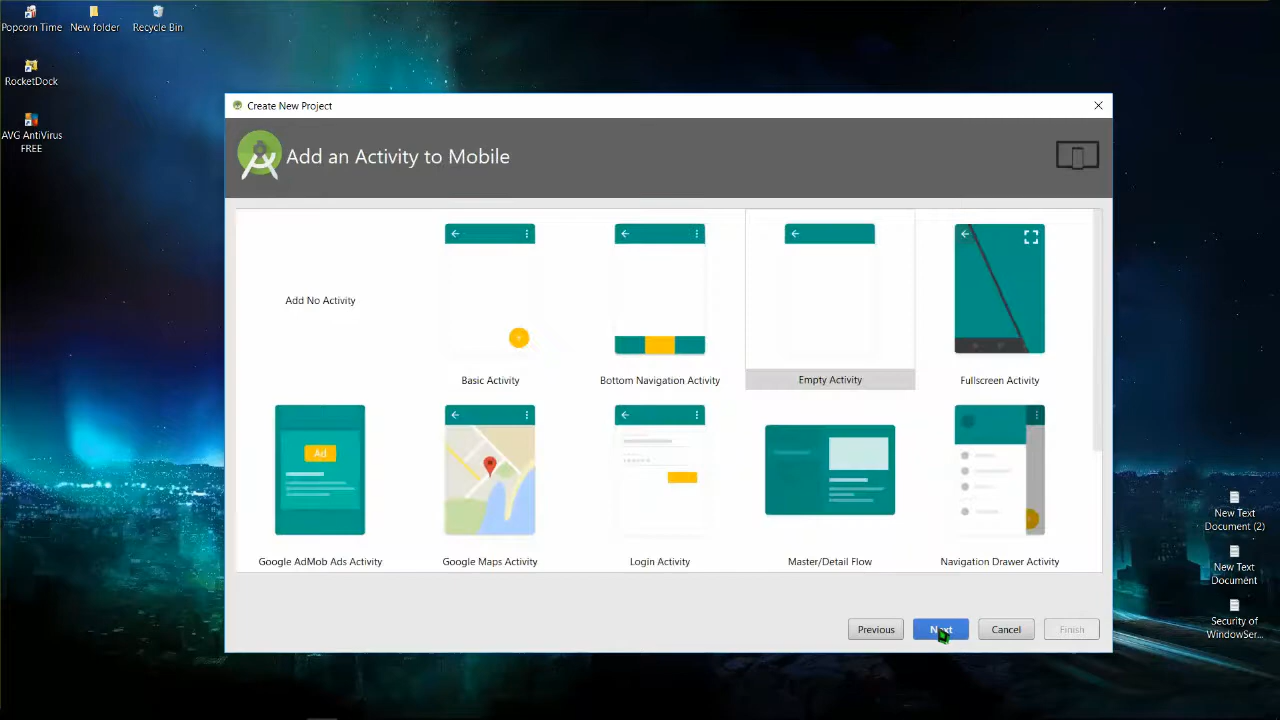 Popcorn Time
New folder
Recycle Bin
RocketDock
AVG AntiVirus
FREE
Create New Project
Add an Activity to Mobile
Add No Activity
Basic Activity
Bottom Navigation Activity
Empty Activity
Fullscreen Activity
Ad
Google AdMob Ads Activity
Google Maps Activity
Login Activity
Master/Detail Flow
Navigation Drawer Activity
Previous
Next
Cancel
Finish
New Text
Document (2)
New Text
Document
Security of
WindowSer...